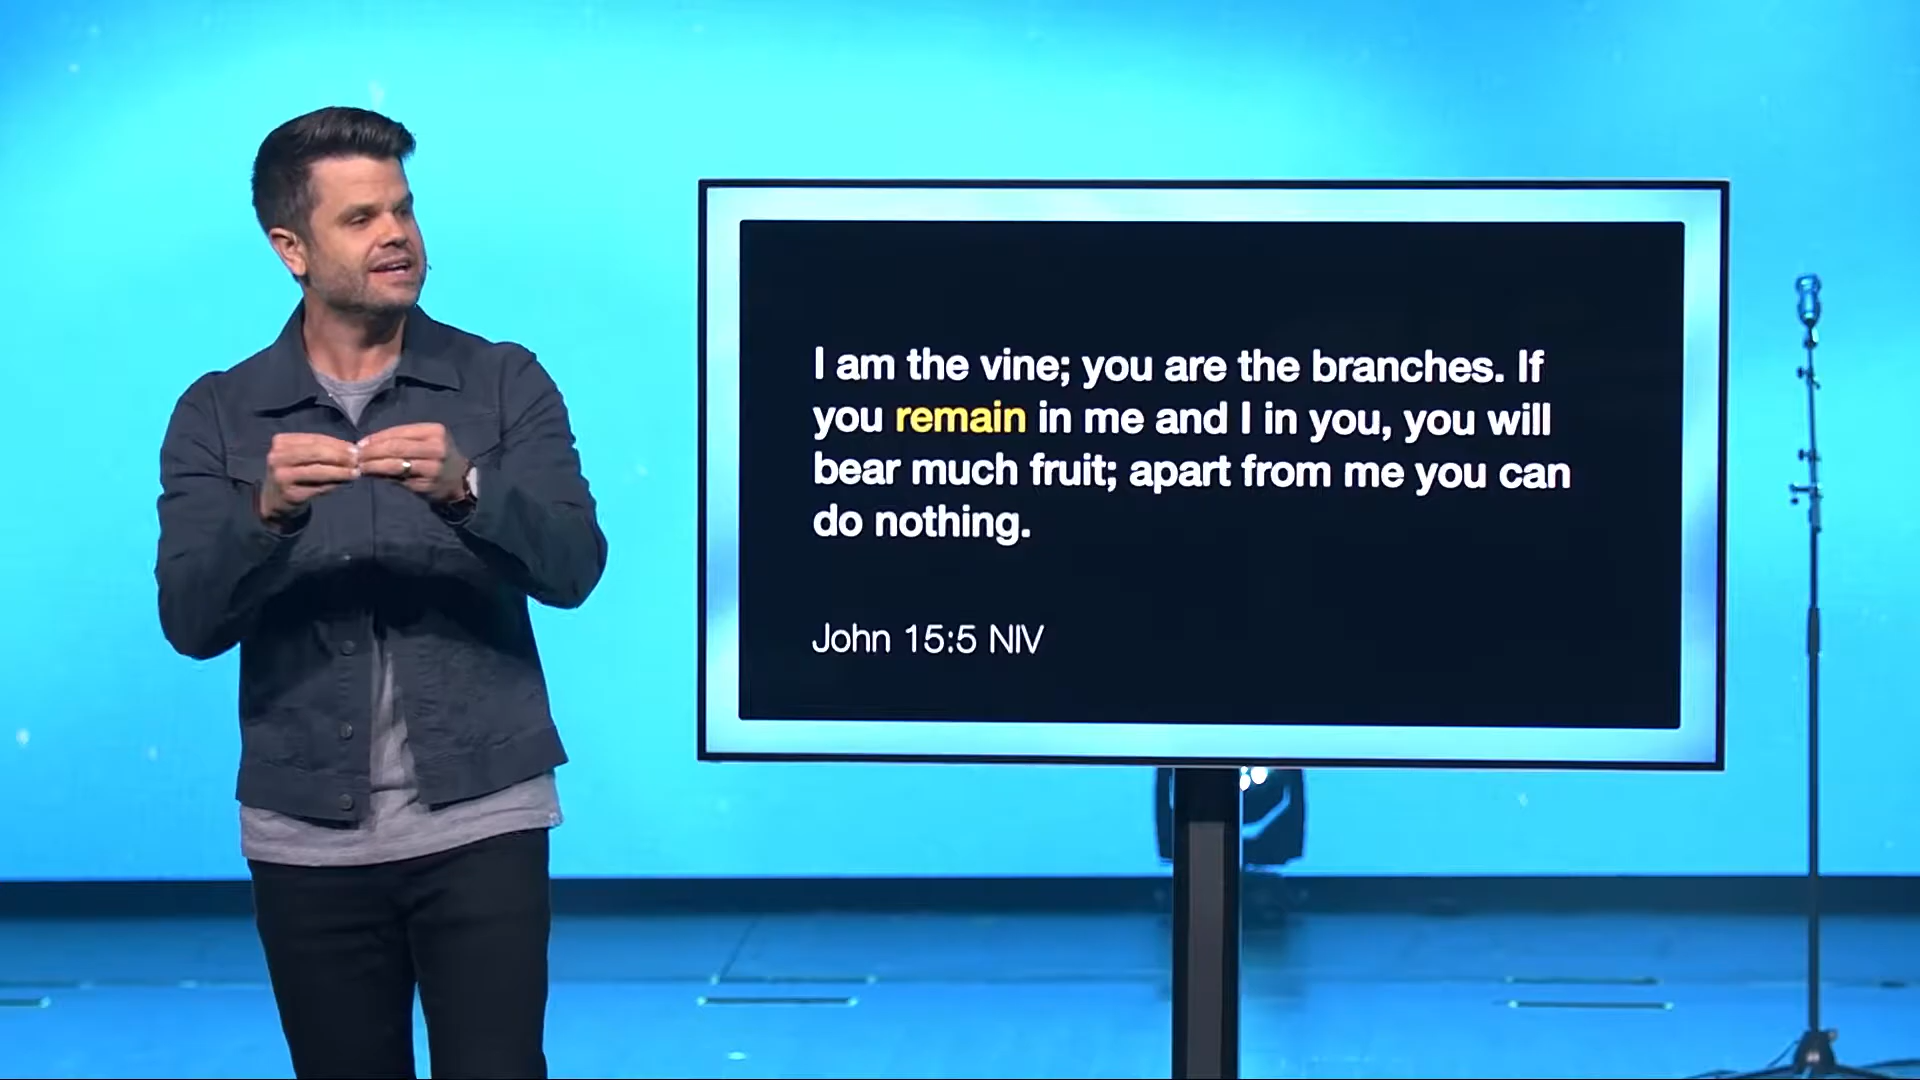 I am the vine; you are the branches. If
you remain in me and I in you, you will
bear much fruit; apart from me you can
do nothing.
John 15:5 NIV